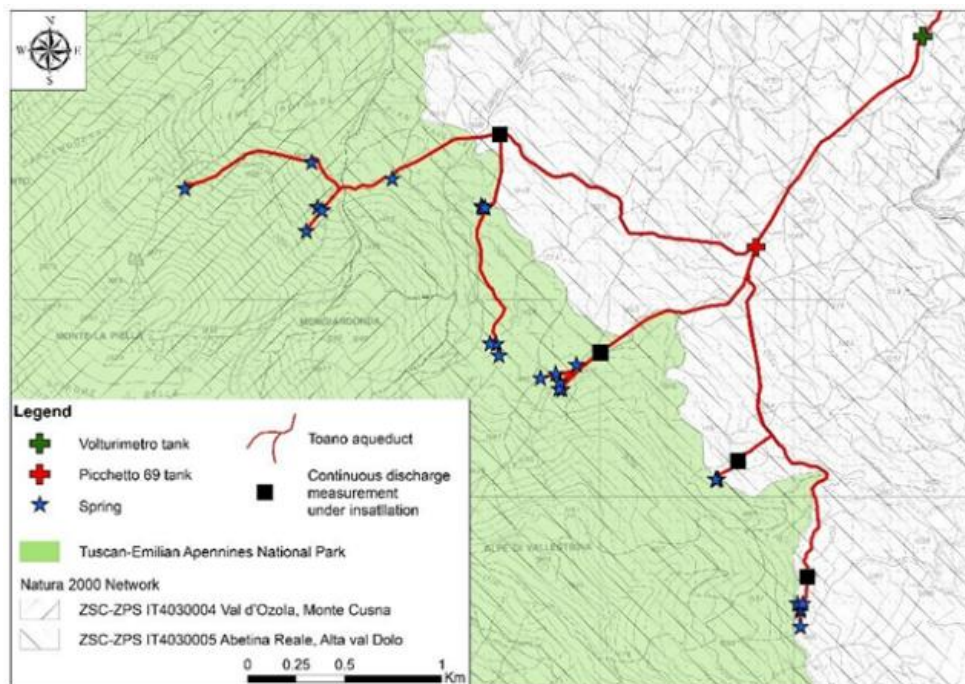 N
W E
S
MONTE LA PIELLA
MONGIARDONDA
ALPE DI VALLESTRINA
Legend
Volturimetro tank
Picchetto 69 tank
Spring
Toano aqueduct
Continuous discharge
measurement
under insatllation
Tuscan-Emilian Apennines National Park
Natura 2000 Network
ZSC-ZPS IT4030004 Val d'Ozola, Monte Cusna
ZSC-ZPS IT4030005 Abetina Reale, Alta val Dolo
0 0.25 0.5 1
Km